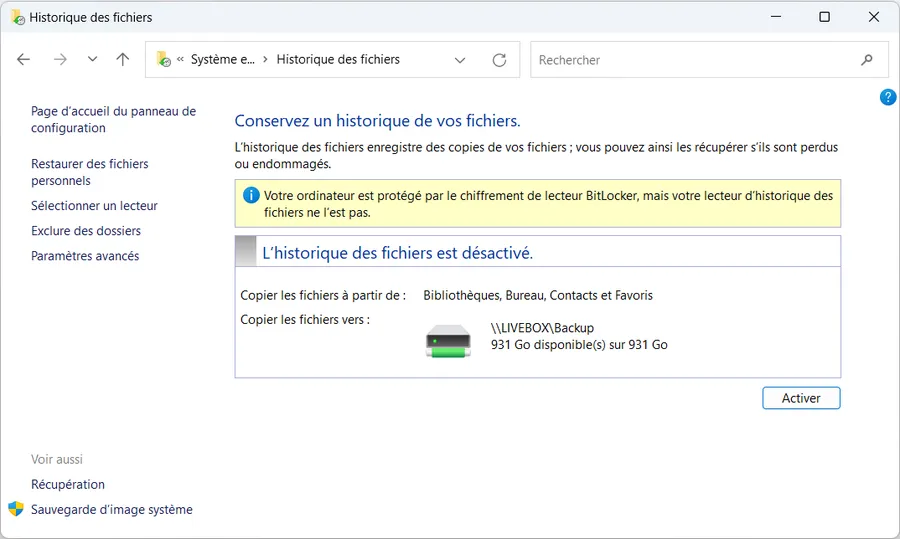 Historique des fichiers
« Système e... > Historique des fichiers
Rechercher
?
Page d'accueil du panneau de
configuration
Restaurer des fichiers
personnels
Sélectionner un lecteur
Exclure des dossiers
Paramètres avancés
Conservez un historique de vos fichiers.
L'historique des fichiers enregistre des copies de vos fichiers ; vous pouvez ainsi les récupérer s'ils sont perdus
ou endommagés.
Votre ordinateur est protégé par le chiffrement de lecteur BitLocker, mais votre lecteur d'historique des
fichiers ne l'est pas.
L'historique des fichiers est désactivé.
Copier les fichiers à partir de : Bibliothèques, Bureau, Contacts et Favoris
Copier les fichiers vers :
\\LIVEBOX\Backup
931 Go disponible(s) sur 931 Go
Activer
Voir aussi
Récupération
Sauvegarde d'image système